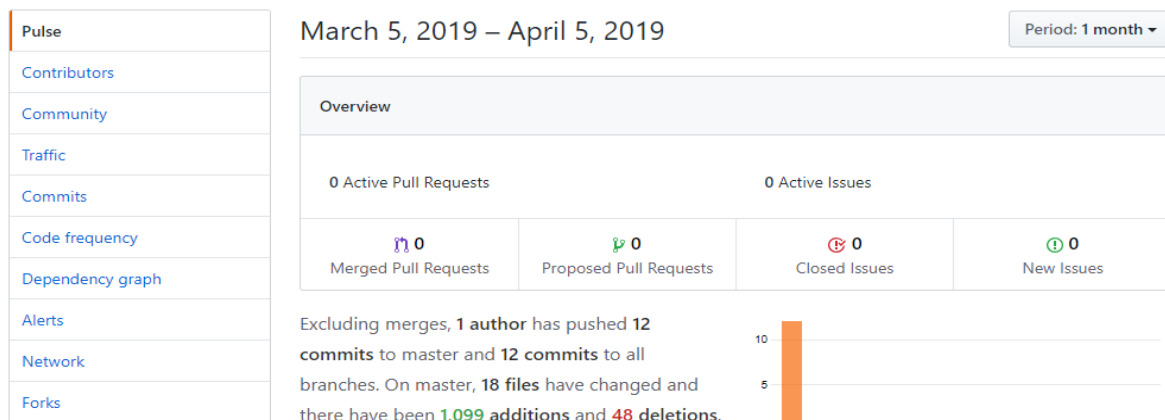 Pulse
Contributors
Community
Traffic
Commits
Code frequency
Dependency graph
Alerts
Network
Forks
March 5, 2019 – April 5, 2019
Period: 1 month
Overview
0 Active Pull Requests
0 Active Issues
0
Merged Pull Requests
0
Proposed Pull Requests
0
Closed Issues
0
New Issues
Excluding merges, 1 author has pushed 12
commits to master and 12 commits to all
branches. On master, 18 files have changed and
there have been 1,099 additions and 48 deletions.
10
5